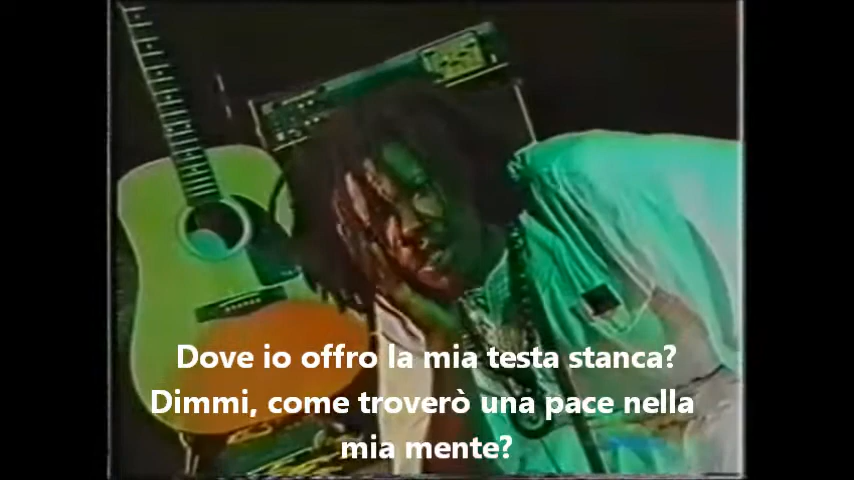 Dove io offro la mia testa stanca?
Dimmi, come troverò una pace nella
mia mente?